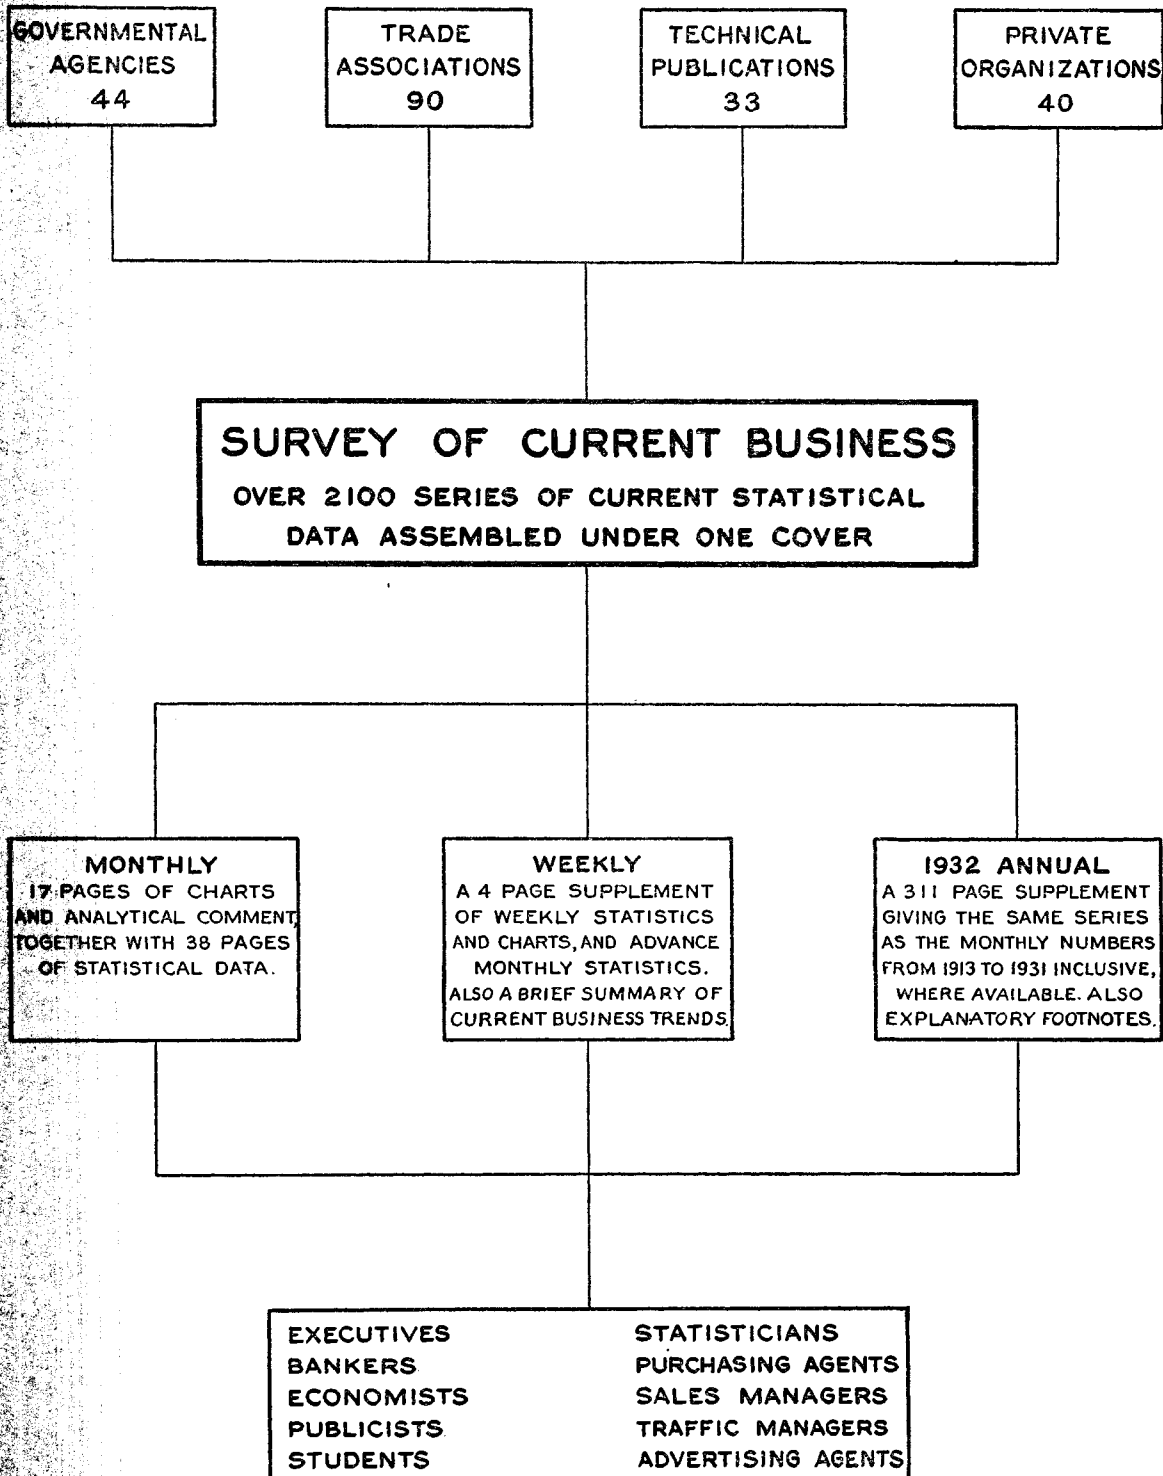 GOVERNMENTAL
AGENCIES
44
TRADE
ASSOCIATIONS
90
TECHNICAL
PUBLICATIONS
33
PRIVATE
ORGANIZATIONS
40
SURVEY OF CURRENT BUSINESS
OVER 2100 SERIES OF CURRENT STATISTICAL
DATA ASSEMBLED UNDER ONE COVER
MONTHLY
17 PAGES OF CHARTS
AND ANALYTICAL COMMENT,
TOGETHER WITH 38 PAGES
OF STATISTICAL DATA.
WEEKLY
A 4 PAGE SUPPLEMENT
OF WEEKLY STATISTICS
AND CHARTS, AND ADVANCE
MONTHLY STATISTICS.
ALSO A BRIEF SUMMARY OF
CURRENT BUSINESS TRENDS.
1932 ANNUAL
A 311 PAGE SUPPLEMENT
GIVING THE SAME SERIES
AS THE MONTHLY NUMBERS
FROM 1913 TO 1931 INCLUSIVE,
WHERE AVAILABLE. ALSO
EXPLANATORY FOOTNOTES.
EXECUTIVES
BANKERS
ECONOMISTS
PUBLICISTS
STUDENTS
STATISTICIANS
PURCHASING AGENTS
SALES MANAGERS
TRAFFIC MANAGERS
ADVERTISING AGENTS